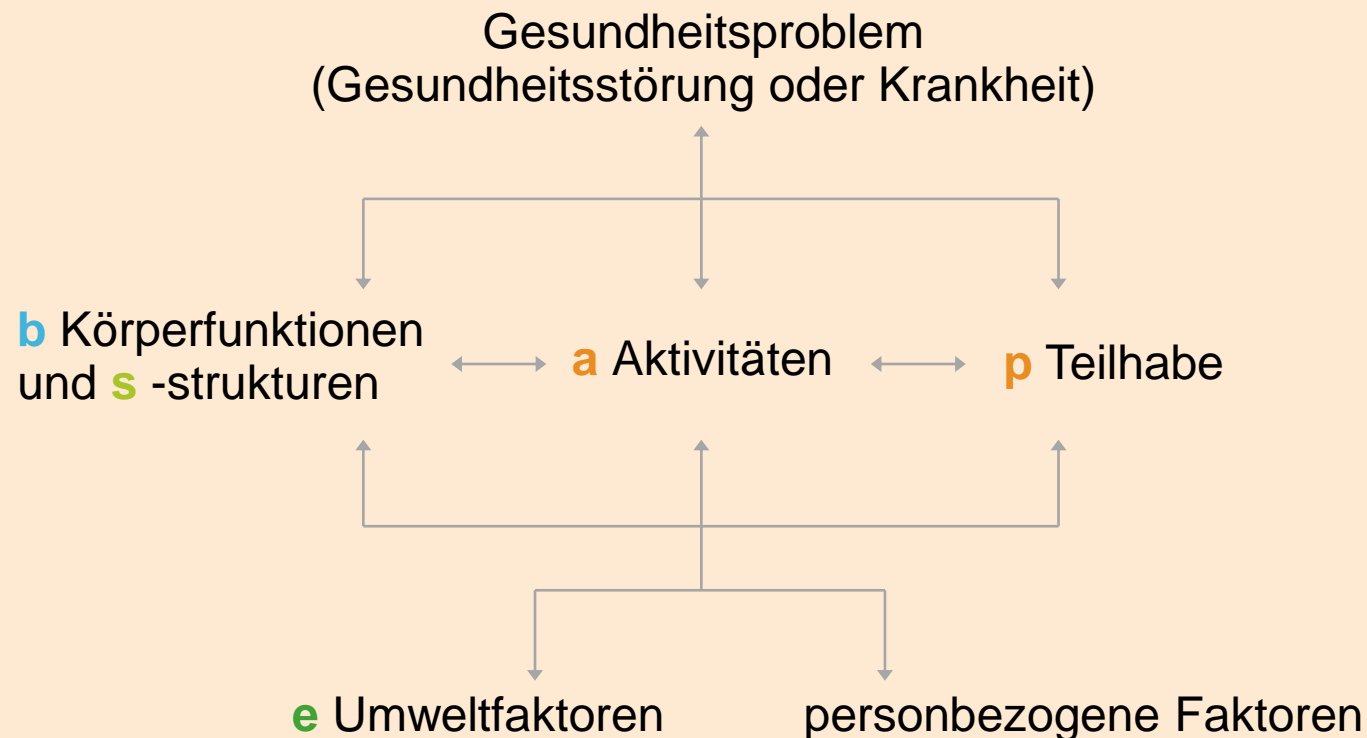 Gesundheitsproblem
(Gesundheitsstörung oder Krankheit)
b Körperfunktionen
und s -strukturen
a Aktivitäten
p Teilhabe
e Umweltfaktoren
personbezogene Faktoren